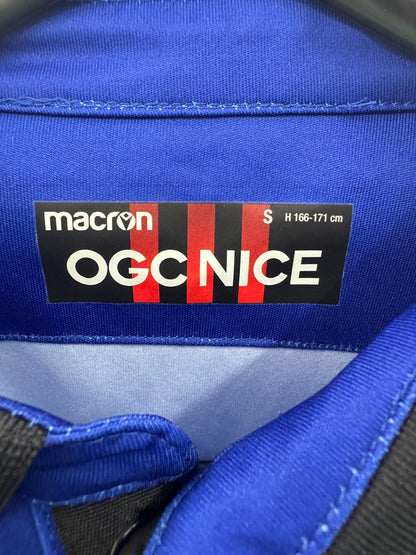 macron S H 166-171 cm
OGC NICE